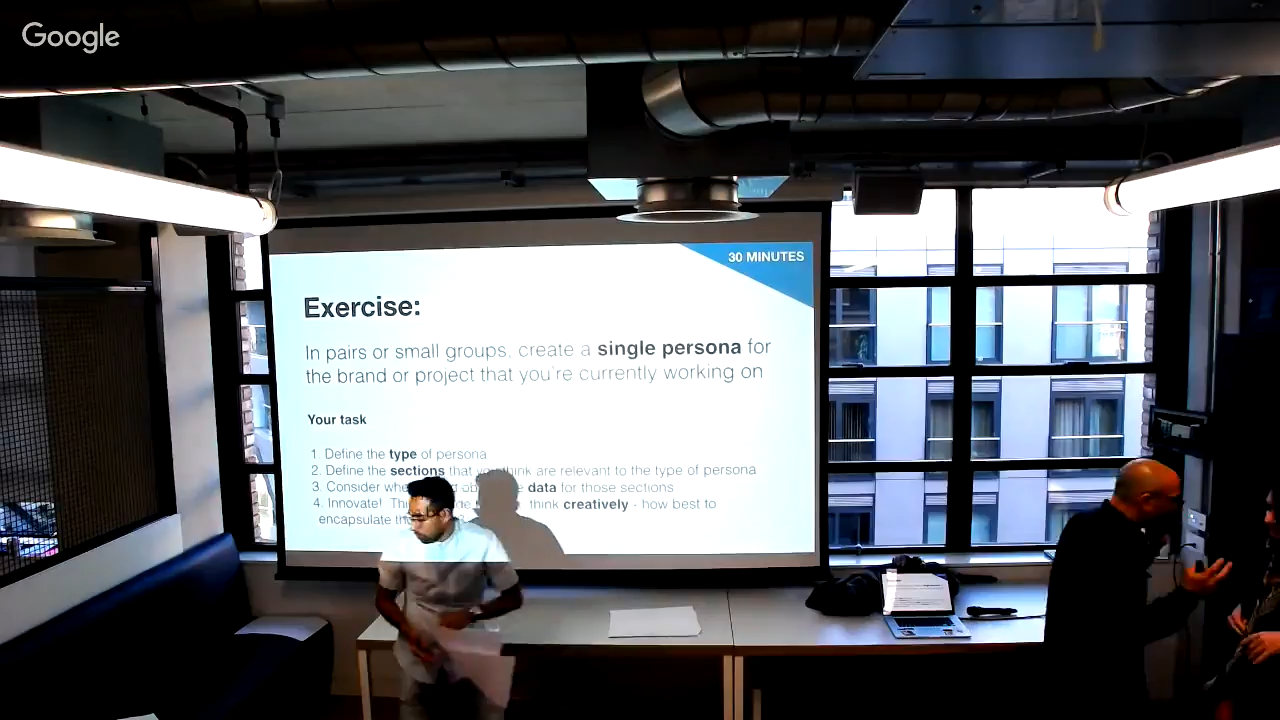 Google
30 MINUTES
Exercise:
In pairs or small groups, create a single persona for
the brand or project that you're currently working on
Your task
1. Define the type of persona
2. Define the sections that you think are relevant to the type of persona
3. Consider data for those sections
4. Innovate! think creatively - how best to
encapsulate